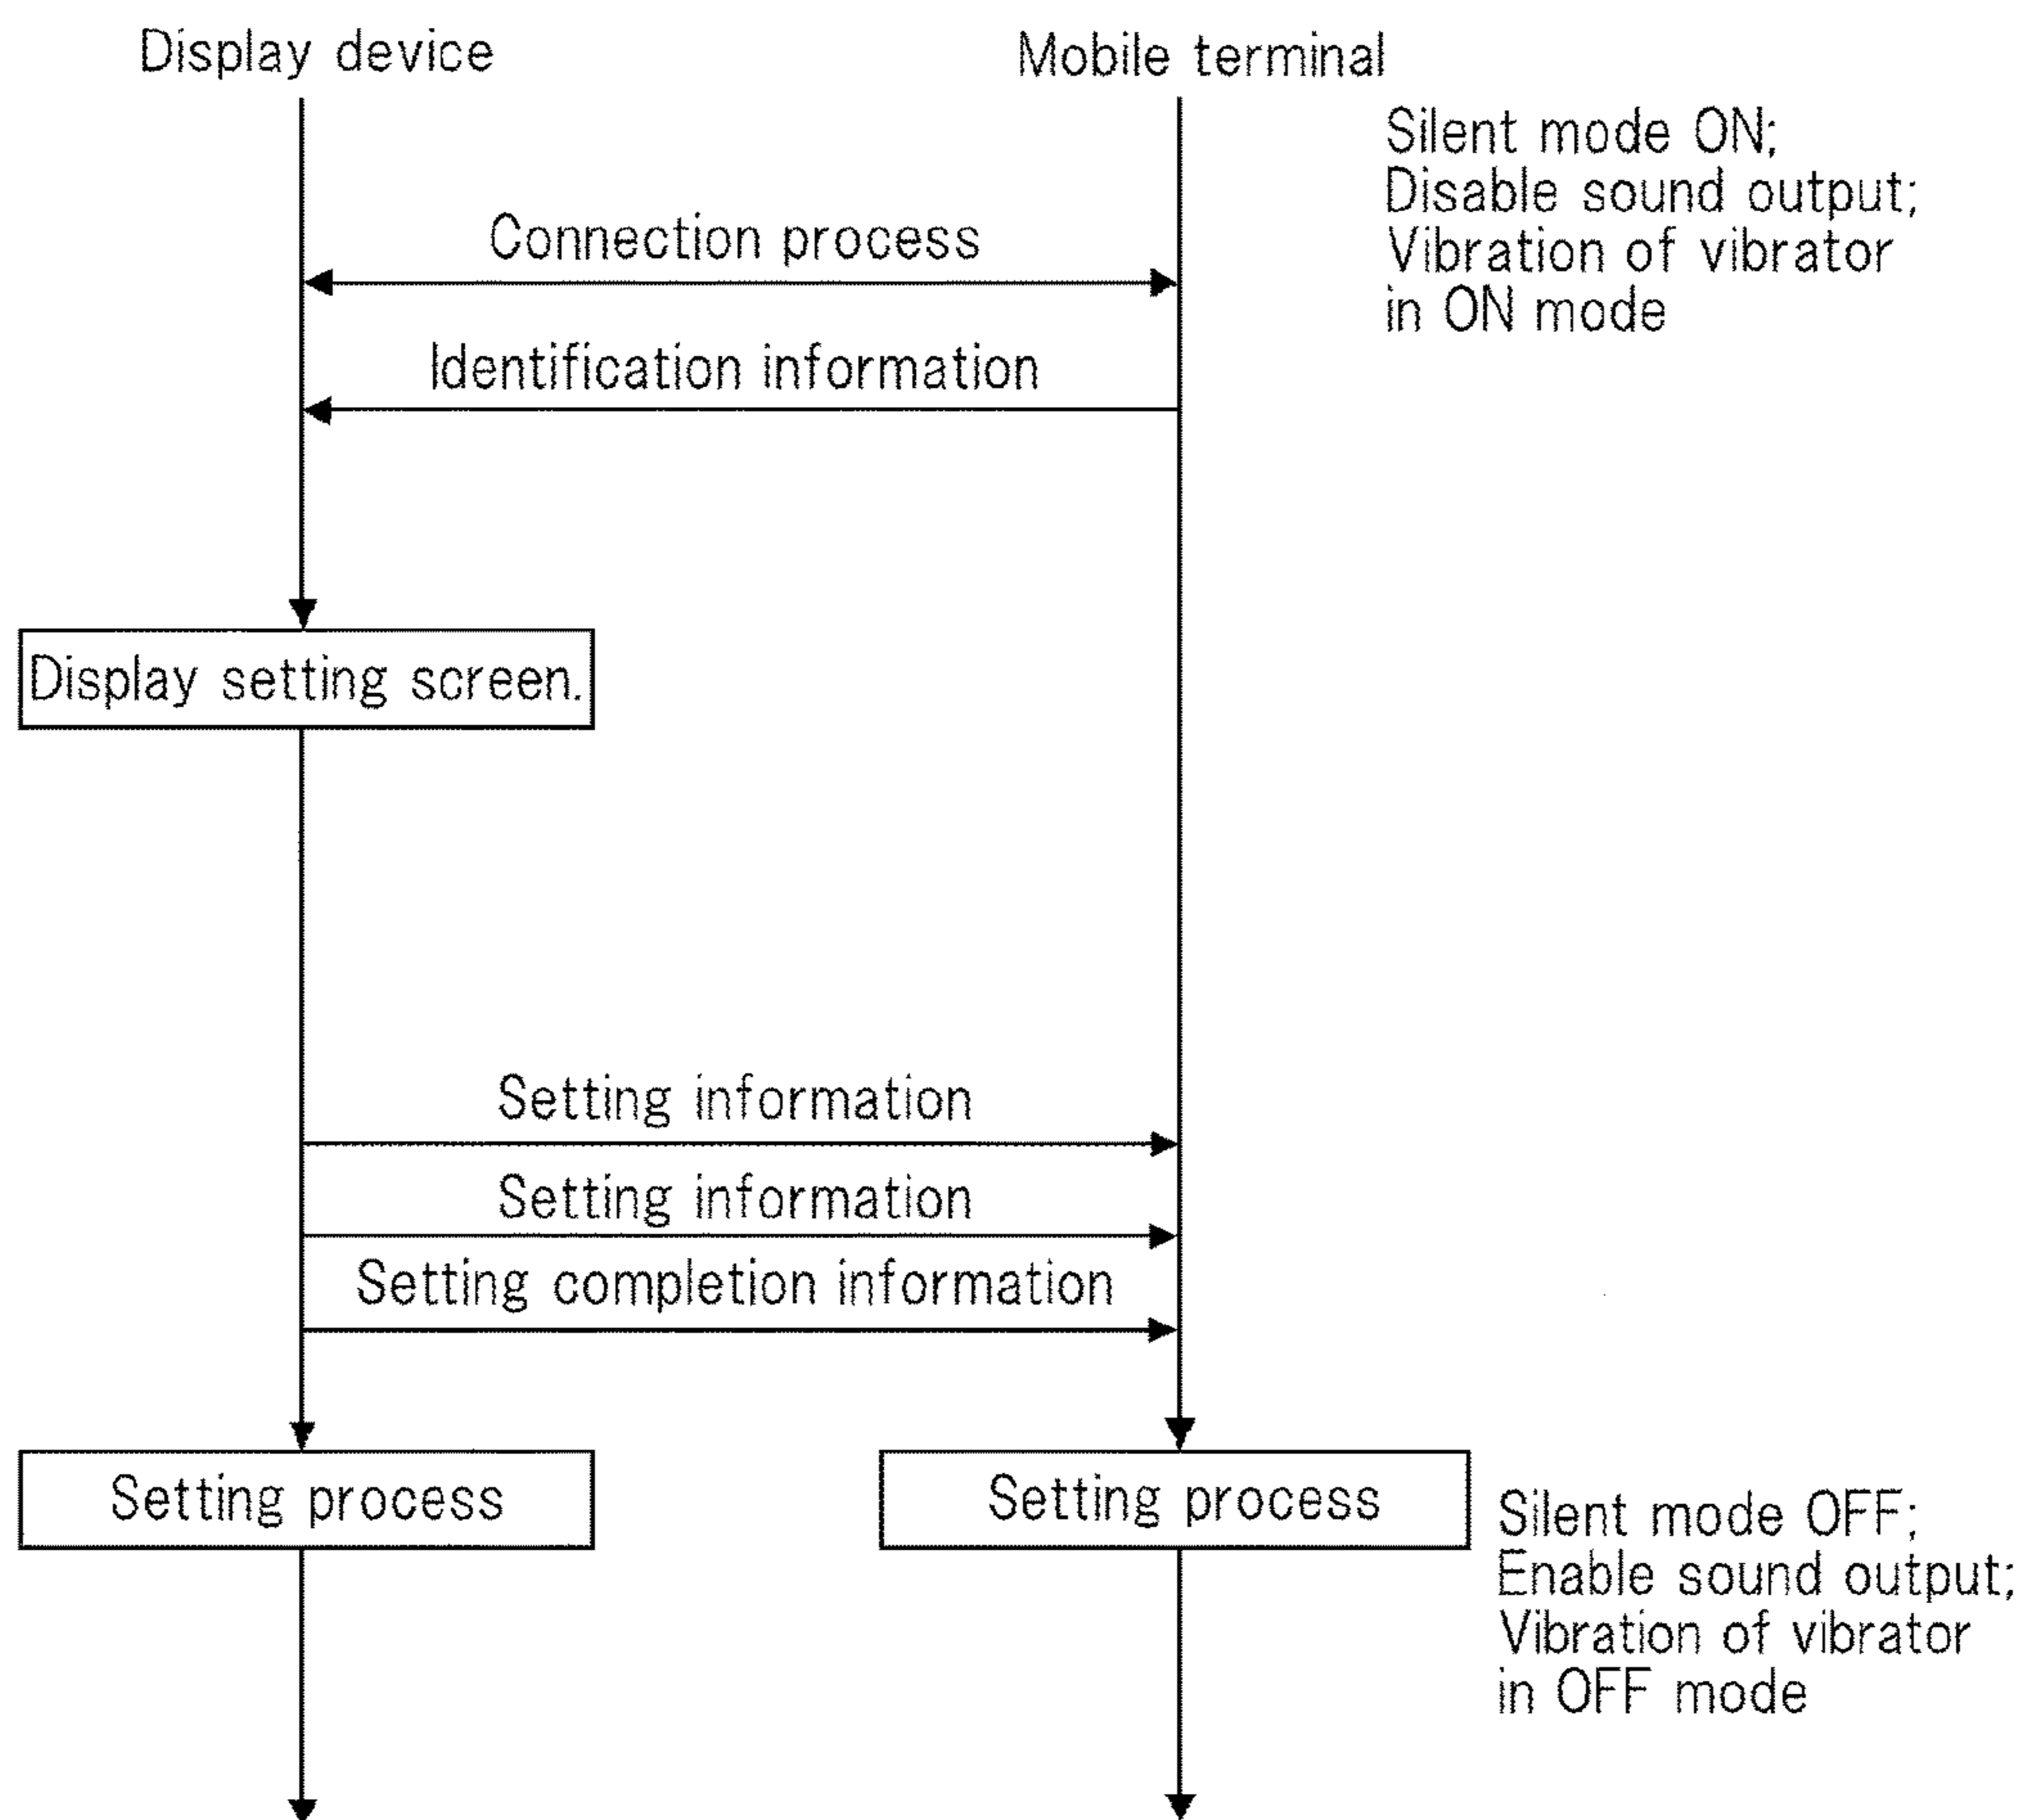 Display device
Mobile terminal
Silent mode ON;
Disable sound output;
Vibration of vibrator
in ON mode
Connection process
Identification information
Display setting screen.
Setting information
Setting information
Setting completion information
Setting process
Setting process
Silent mode OFF;
Enable sound output;
Vibration of vibrator
in OFF mode